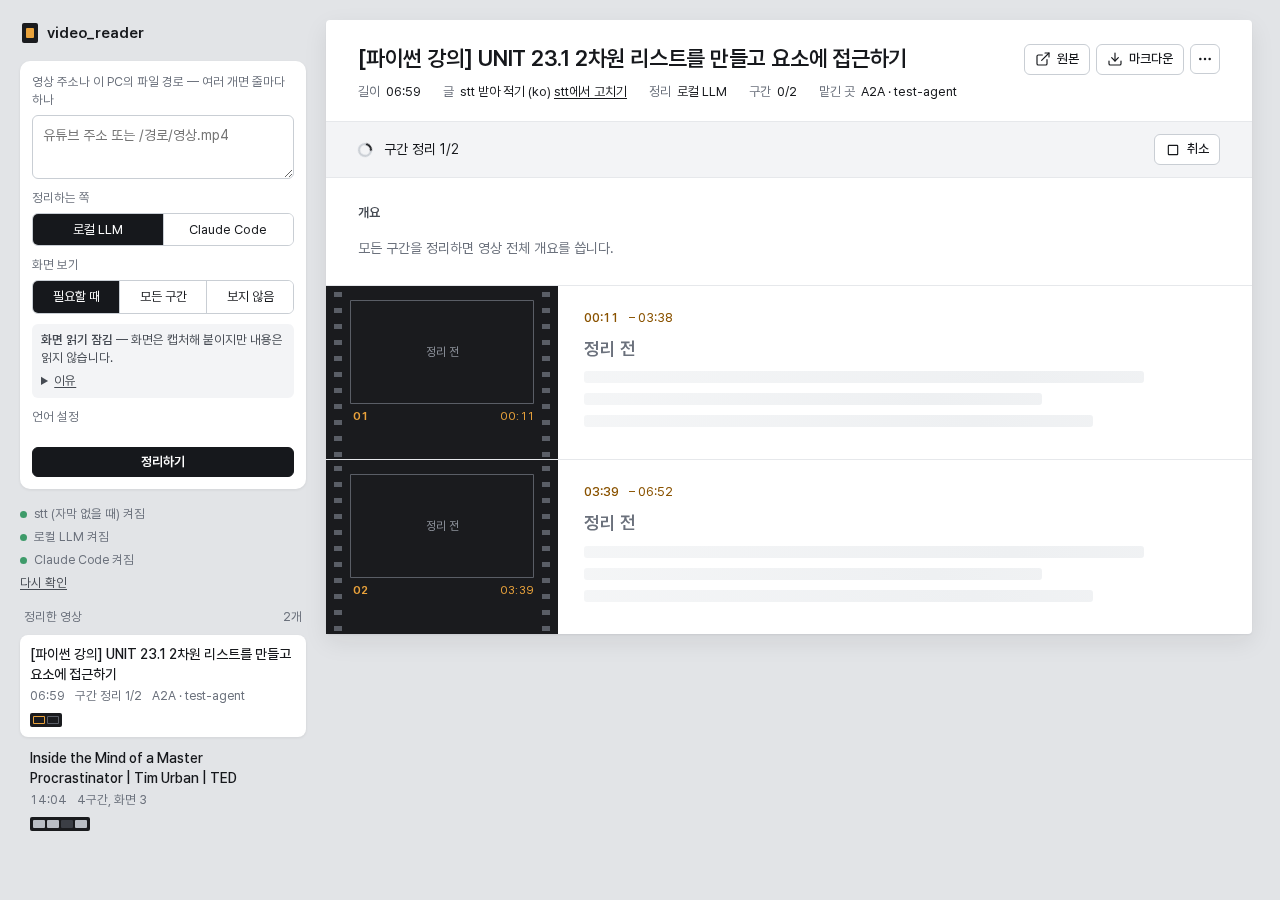 video_reader
영상 주소나 이 PC의 파일 경로 — 여러 개면 줄마다
하나
유튜브 주소 또는 /경로/영상.mp4
정리하는 쪽
로컬 LLM
Claude Code
화면 보기
필요할 때
모든 구간
보지 않음
화면 읽기 잠김 — 화면은 캡처해 붙이지만 내용은
읽지 않습니다.
이유
언어 설정
정리하기
stt (자막 없을 때) 켜짐
로컬 LLM 켜짐
Claude Code 켜짐
다시 확인
정리한 영상 2개
[파이썬 강의] UNIT 23.1 2차원 리스트를 만들고
요소에 접근하기
06:59 구간 정리 1/2 A2A · test-agent
Inside the Mind of a Master
Procrastinator | Tim Urban | TED
14:04 4구간, 화면 3
[파이썬 강의] UNIT 23.1 2차원 리스트를 만들고 요소에 접근하기
원본
마크다운
길이 06:59 글 stt 받아 적기 (ko) stt에서 고치기 정리 로컬 LLM 구간 0/2 맡긴 곳 A2A · test-agent
구간 정리 1/2
취소
개요
모든 구간을 정리하면 영상 전체 개요를 씁니다.
정리 전
01 00:11
00:11 – 03:38
정리 전
정리 전
02 03:39
03:39 – 06:52
정리 전